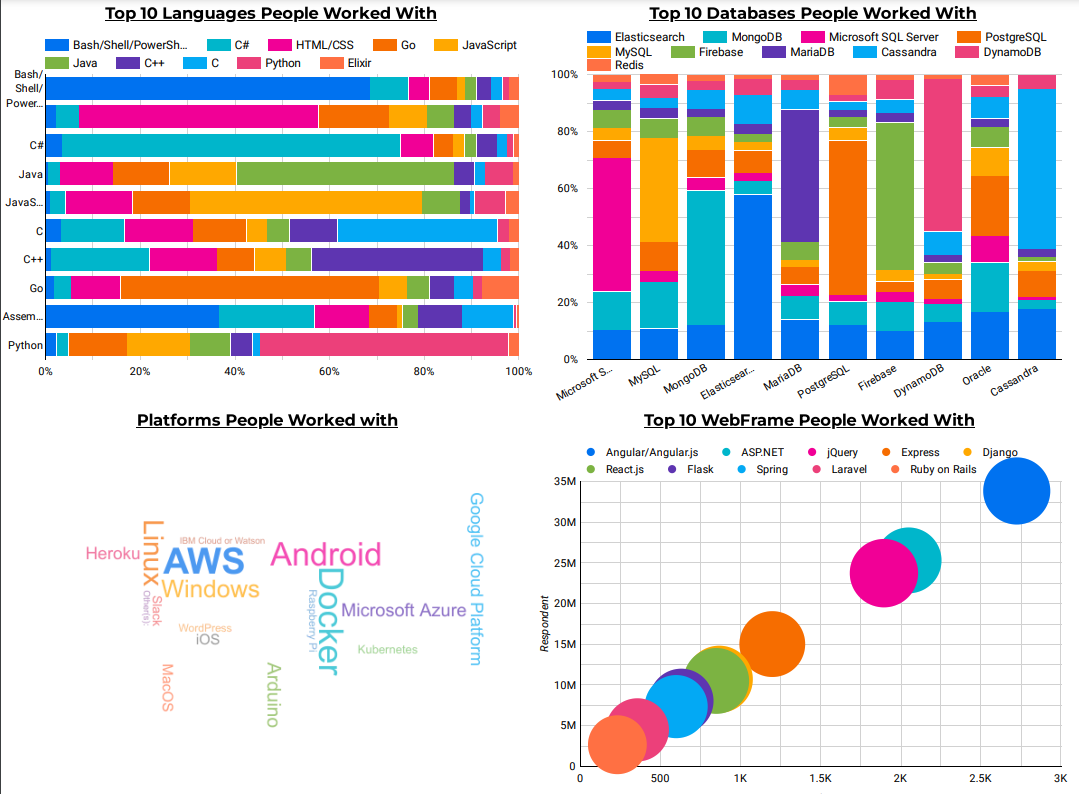 Top 10 Languages People Worked With
Bash/Shell/PowerSh... C# HTML/CSS Go JavaScript
Java C++ C Python Elixir
Bash/
Shell/
Power...
C#
Java
JavaS...
C
C++
Go
Assem...
Python
0% 20% 40% 60% 80% 100%
Top 10 Databases People Worked With
Elasticsearch MongoDB Microsoft SQL Server PostgreSQL
MySQL Firebase MariaDB Cassandra DynamoDB
Redis
100%
80%
60%
40%
20%
0%
Microsoft S... MySQL MongoDB Elasticsear... MariaDB PostgreSQL Firebase DynamoDB Oracle Cassandra
Platforms People Worked with
Google Cloud Platform
Linux
IBM Cloud or Watson
Heroku
AWS
Android
Windows
Docker
Raspberry Pi
Microsoft Azure
Slack
Other(s):
WordPress
iOS
Kubernetes
MacOS
Arduino
Top 10 WebFrame People Worked With
Angular/Angular.js ASP.NET jQuery Express Django
React.js Flask Spring Laravel Ruby on Rails
35M
30M
25M
20M
15M
10M
5M
0
Respondent
0 500 1K 1.5K 2K 2.5K 3K